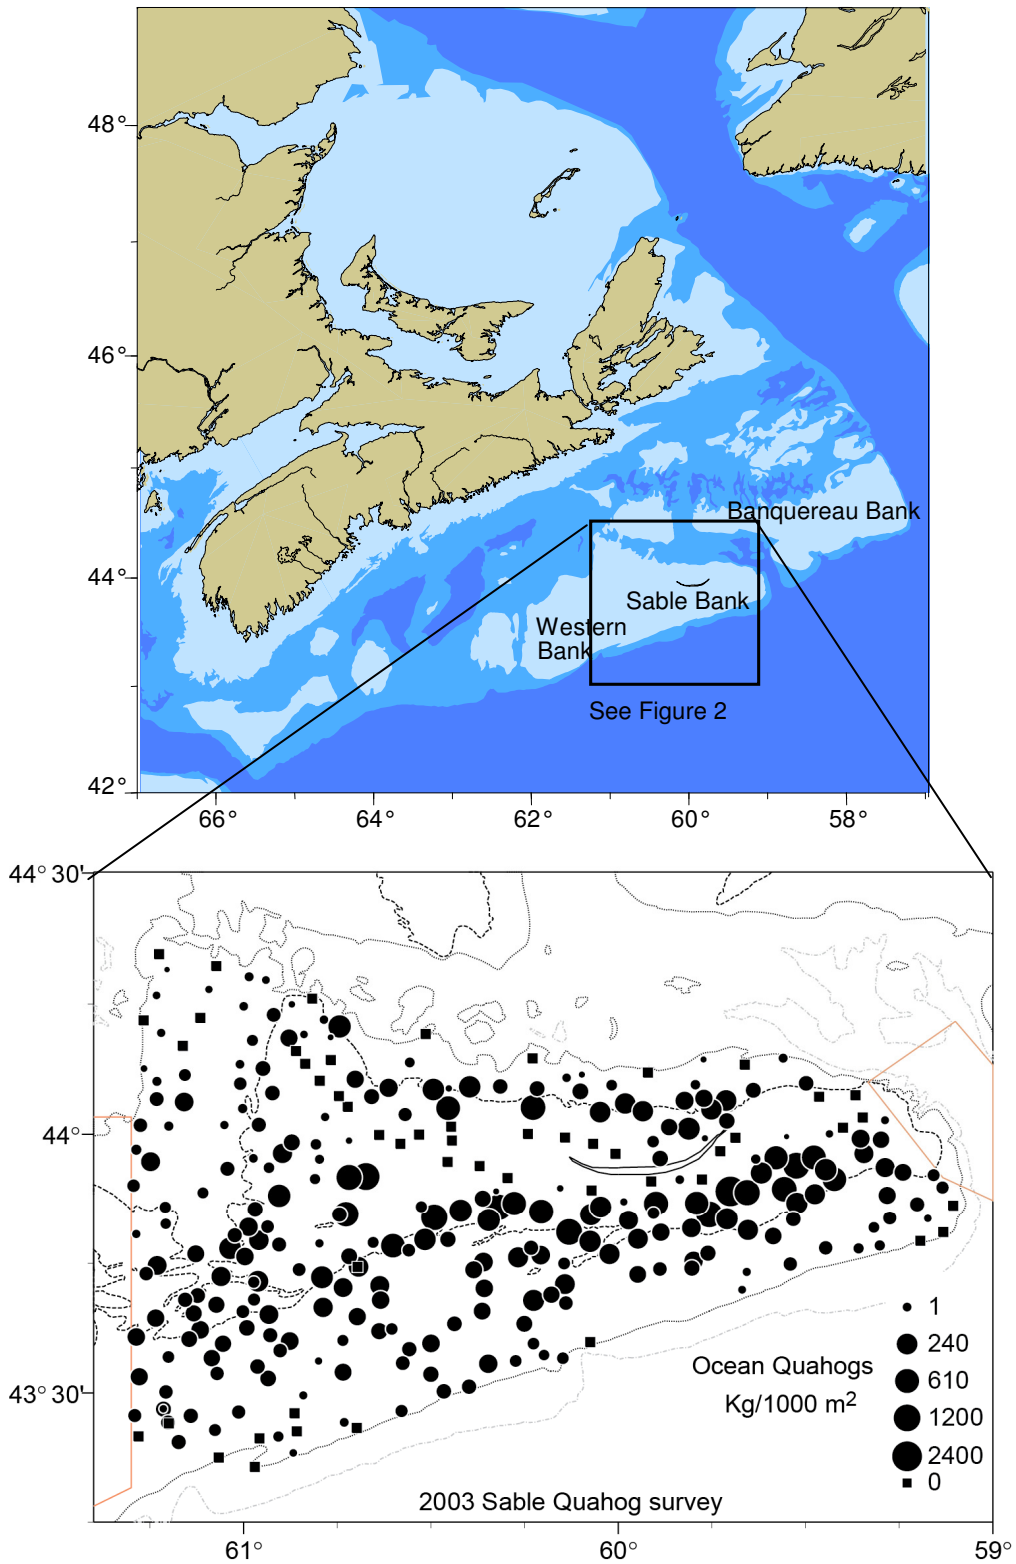 48°
46°
44°
42°
Banquereau Bank
Sable Bank
Western
Bank
See Figure 2
66°
64°
62°
60°
58°
44° 30'
44°
43° 30'
1
240
Ocean Quahogs
610
Kg/1000 m²
1200
2400
0
2003 Sable Quahog survey
61°
60°
59°